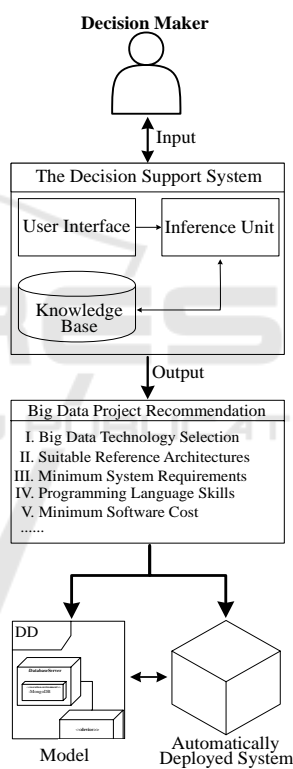 Decision Maker
Input
The Decision Support System
User Interface
Inference Unit
Knowledge
Base
Output
Big Data Project Recommendation
I. Big Data Technology Selection
II. Suitable Reference Architectures
III. Minimum System Requirements
IV. Programming Language Skills
V. Minimum Software Cost
......
DD
Model
Automatically
Deployed System